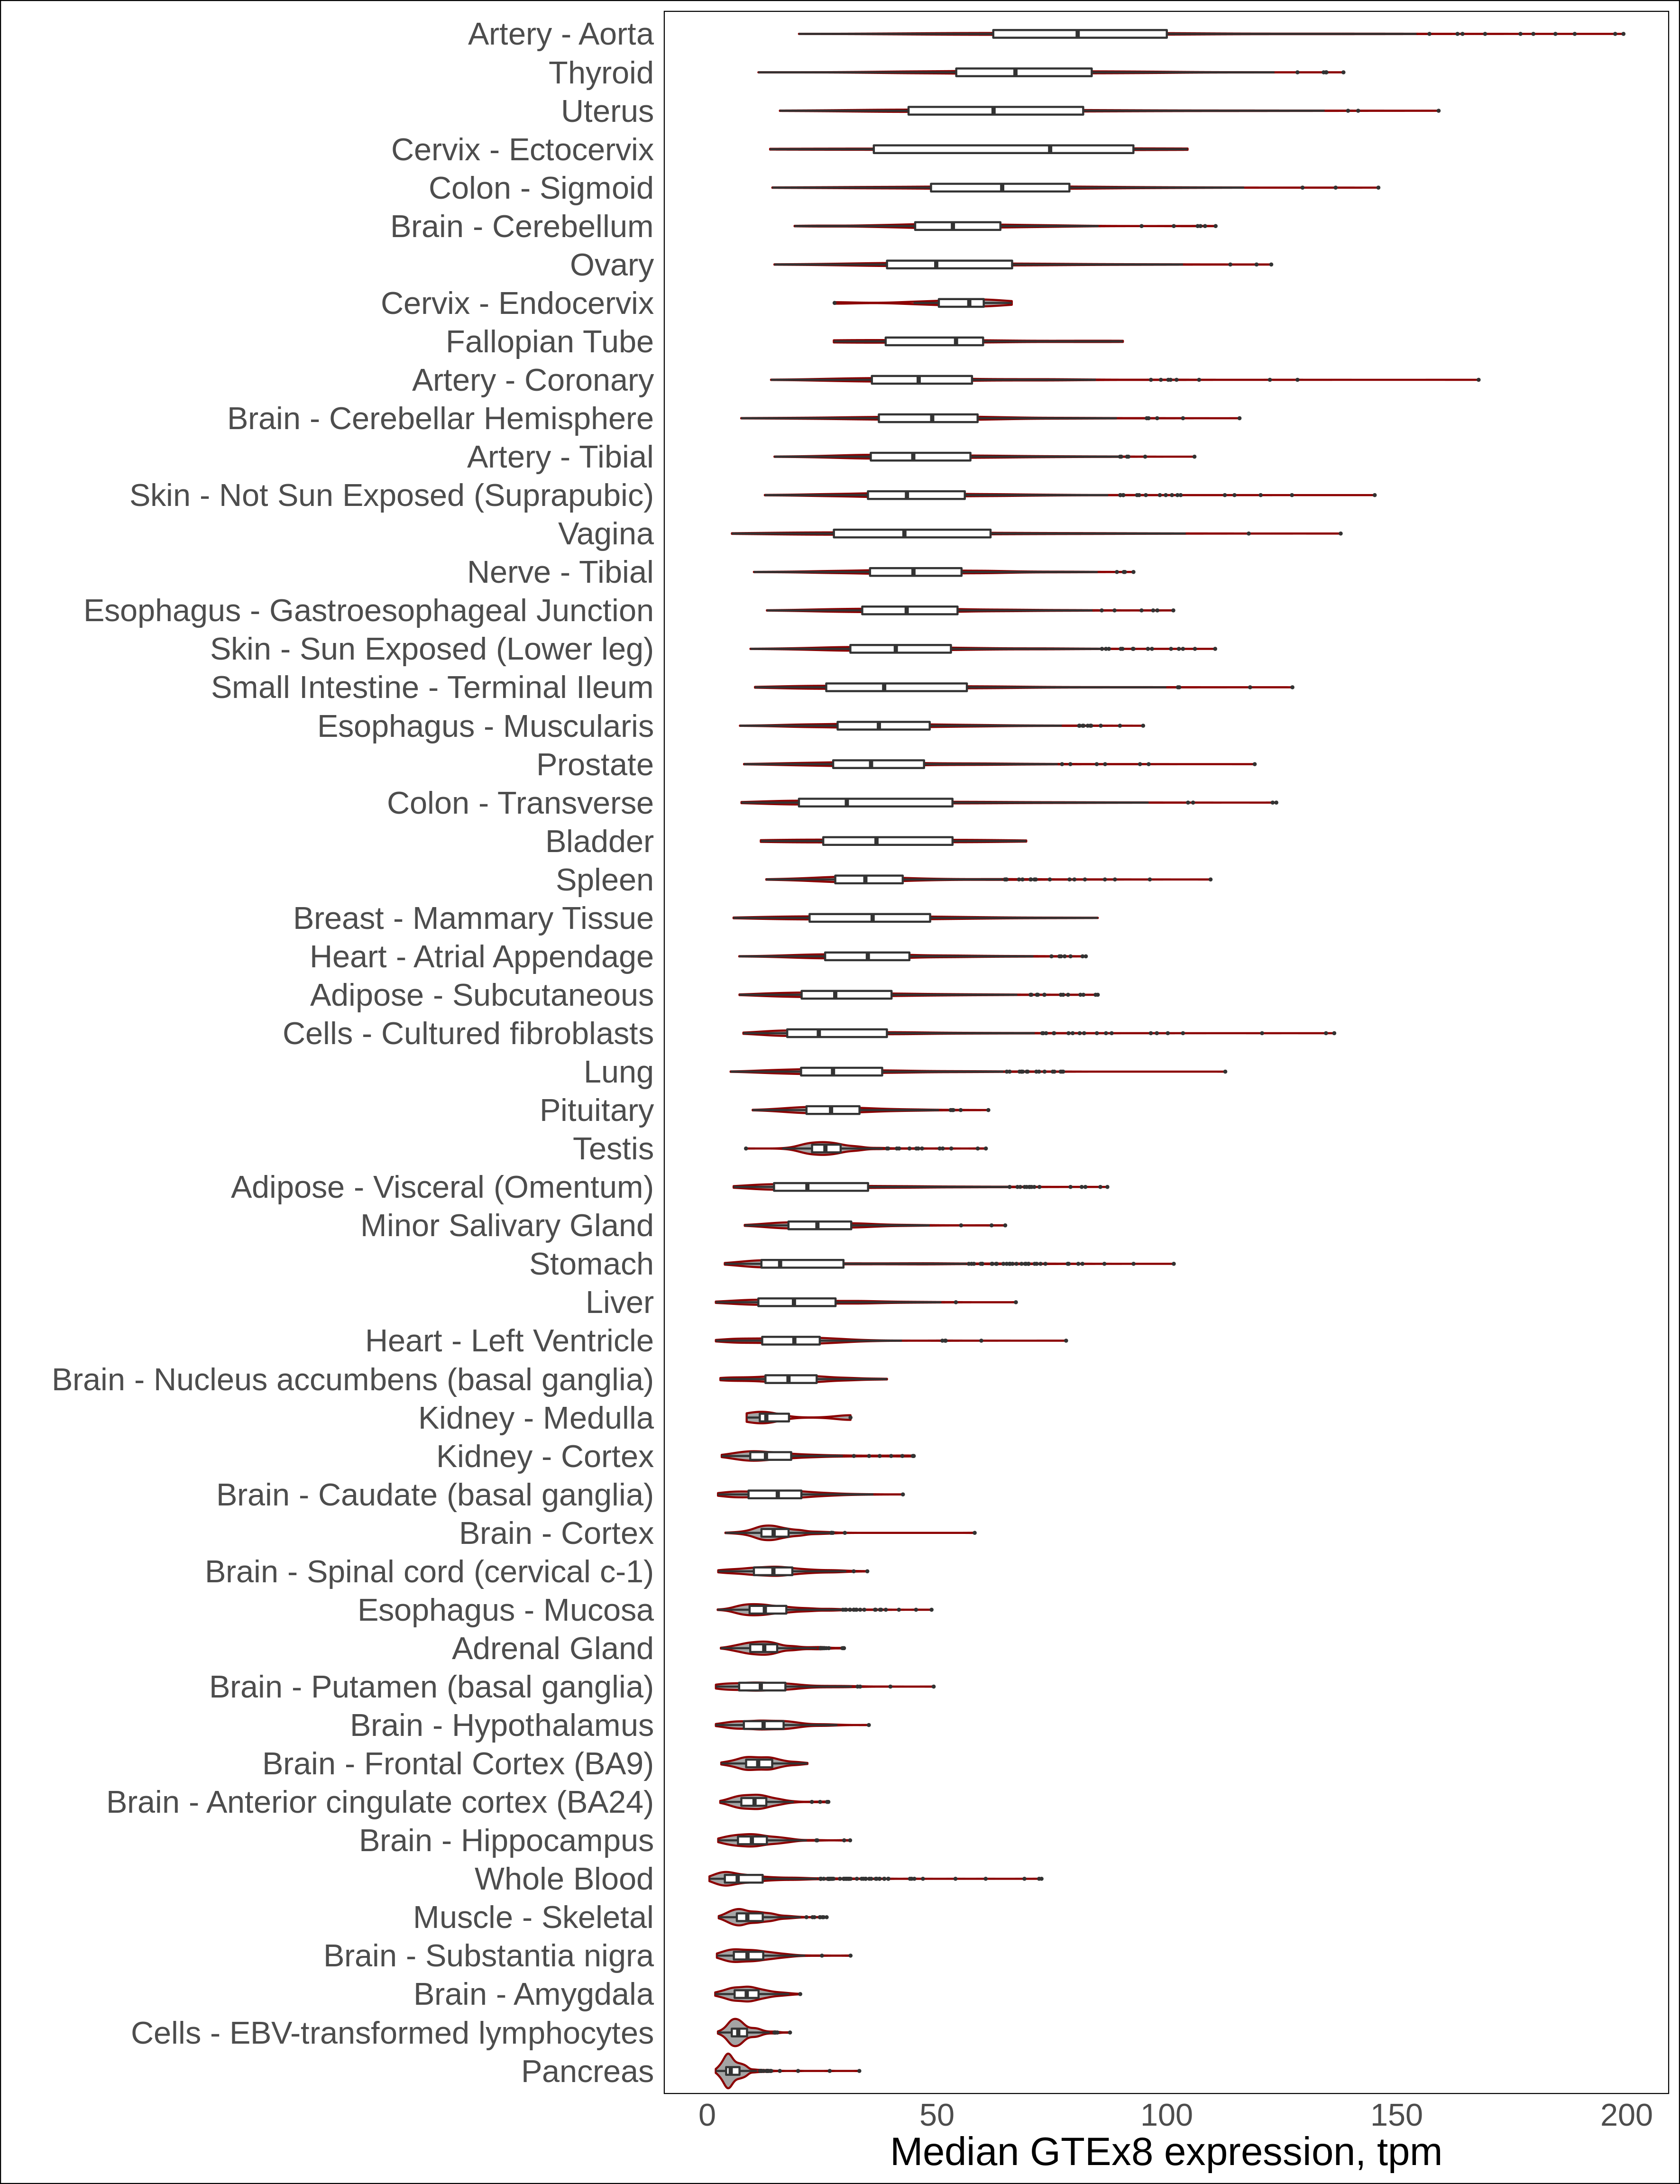 Artery - Aorta
Thyroid
Uterus
Cervix - Ectocervix
Colon - Sigmoid
Brain - Cerebellum
Ovary
Cervix - Endocervix
Fallopian Tube
Artery - Coronary
Brain - Cerebellar Hemisphere
Artery - Tibial
Skin - Not Sun Exposed (Suprapubic)
Vagina
Nerve - Tibial
Esophagus - Gastroesophageal Junction
Skin - Sun Exposed (Lower leg)
Small Intestine - Terminal Ileum
Esophagus - Muscularis
Prostate
Colon - Transverse
Bladder
Spleen
Breast - Mammary Tissue
Heart - Atrial Appendage
Adipose - Subcutaneous
Cells - Cultured fibroblasts
Lung
Pituitary
Testis
Adipose - Visceral (Omentum)
Minor Salivary Gland
Stomach
Liver
Heart - Left Ventricle
Brain - Nucleus accumbens (basal ganglia)
Kidney - Medulla
Kidney - Cortex
Brain - Caudate (basal ganglia)
Brain - Cortex
Brain - Spinal cord (cervical c-1)
Esophagus - Mucosa
Adrenal Gland
Brain - Putamen (basal ganglia)
Brain - Hypothalamus
Brain - Frontal Cortex (BA9)
Brain - Anterior cingulate cortex (BA24)
Brain - Hippocampus
Whole Blood
Muscle - Skeletal
Brain - Substantia nigra
Brain - Amygdala
Cells - EBV-transformed lymphocytes
Pancreas
0 50 100 150 200
Median GTEx8 expression, tpm